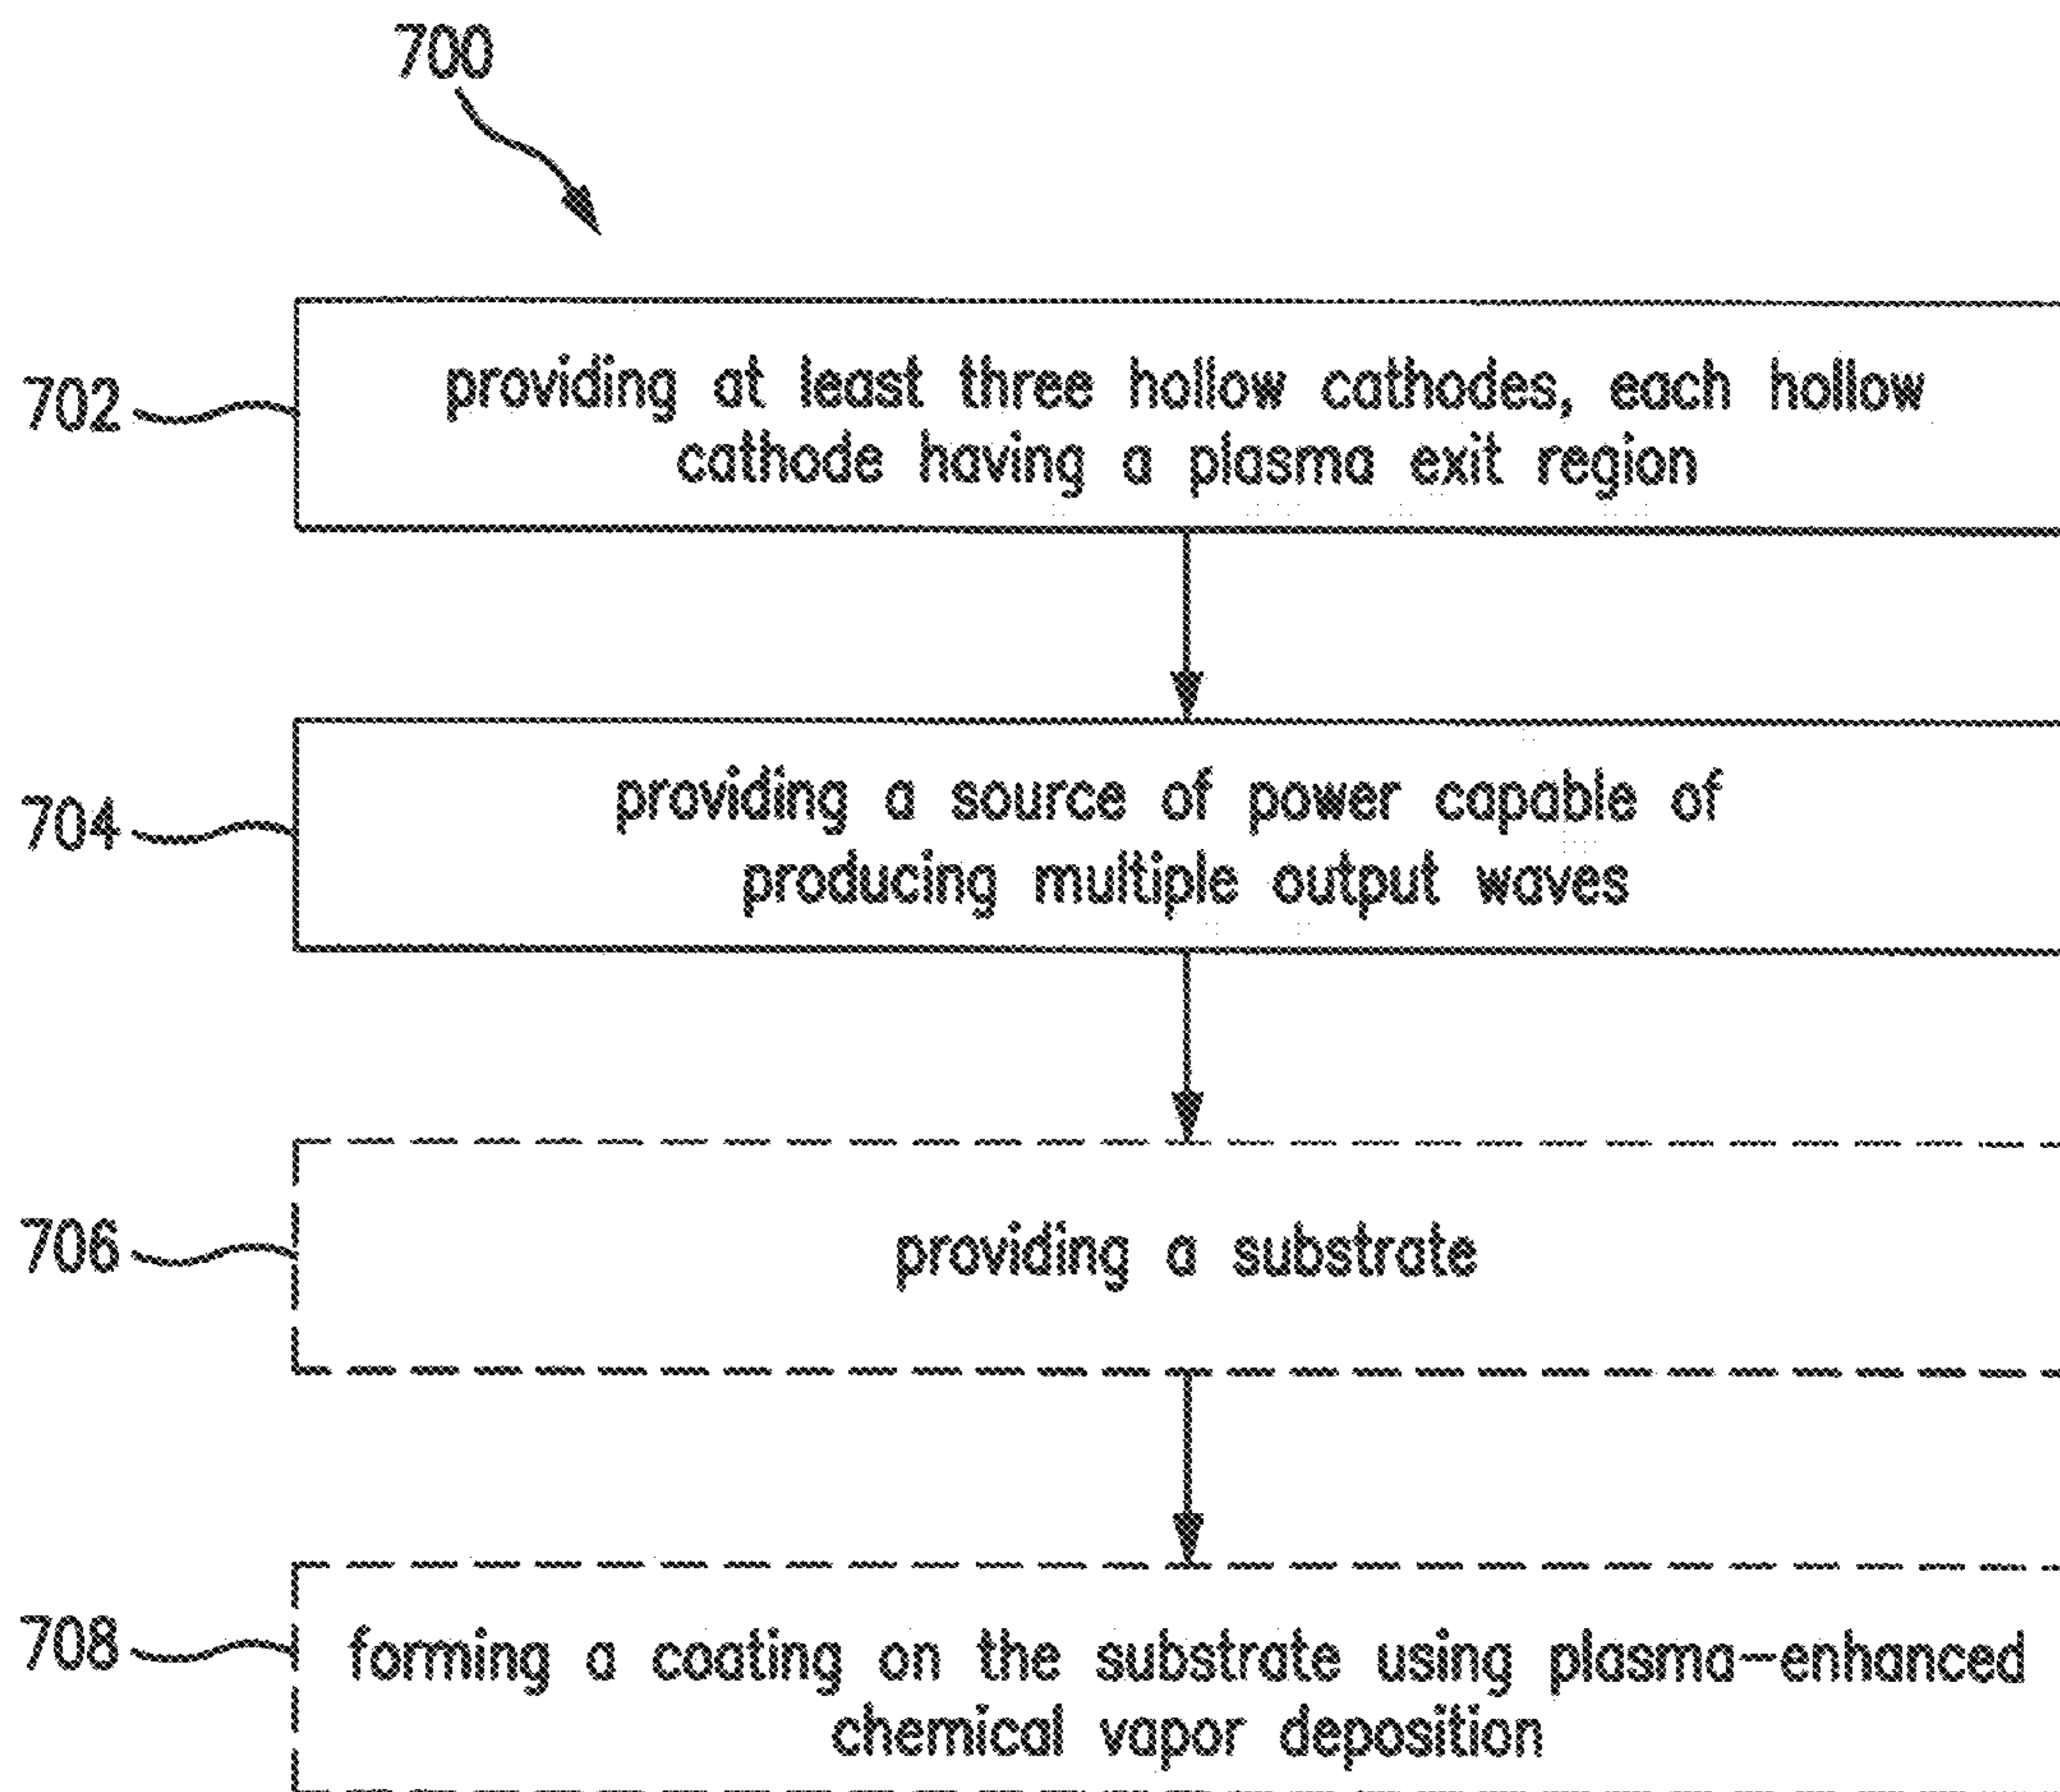 700
702
providing at least three hollow cathodes, each hollow
cathode having a plasma exit region
704
providing a source of power capable of
producing multiple output waves
706
providing a substrate
708
forming a coating on the substrate using plasma-enhanced
chemical vapor deposition